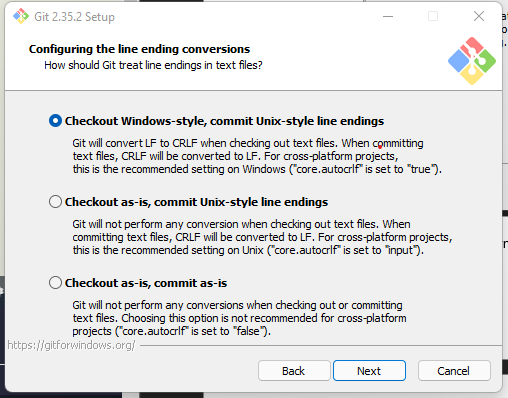 Git 2.35.2 Setup
Configuring the line ending conversions
How should Git treat line endings in text files?
Checkout Windows-style, commit Unix-style line endings
Git will convert LF to CRLF when checking out text files. When committing
text files, CRLF will be converted to LF. For cross-platform projects,
this is the recommended setting on Windows ("core.autocrlf" is set to "true").
Checkout as-is, commit Unix-style line endings
Git will not perform any conversion when checking out text files. When
committing text files, CRLF will be converted to LF. For cross-platform projects,
this is the recommended setting on Unix ("core.autocrlf" is set to "input").
Checkout as-is, commit as-is
Git will not perform any conversions when checking out or committing
text files. Choosing this option is not recommended for cross-platform
projects ("core.autocrlf" is set to "false").
https://gitforwindows.org/
Back
Next
Cancel